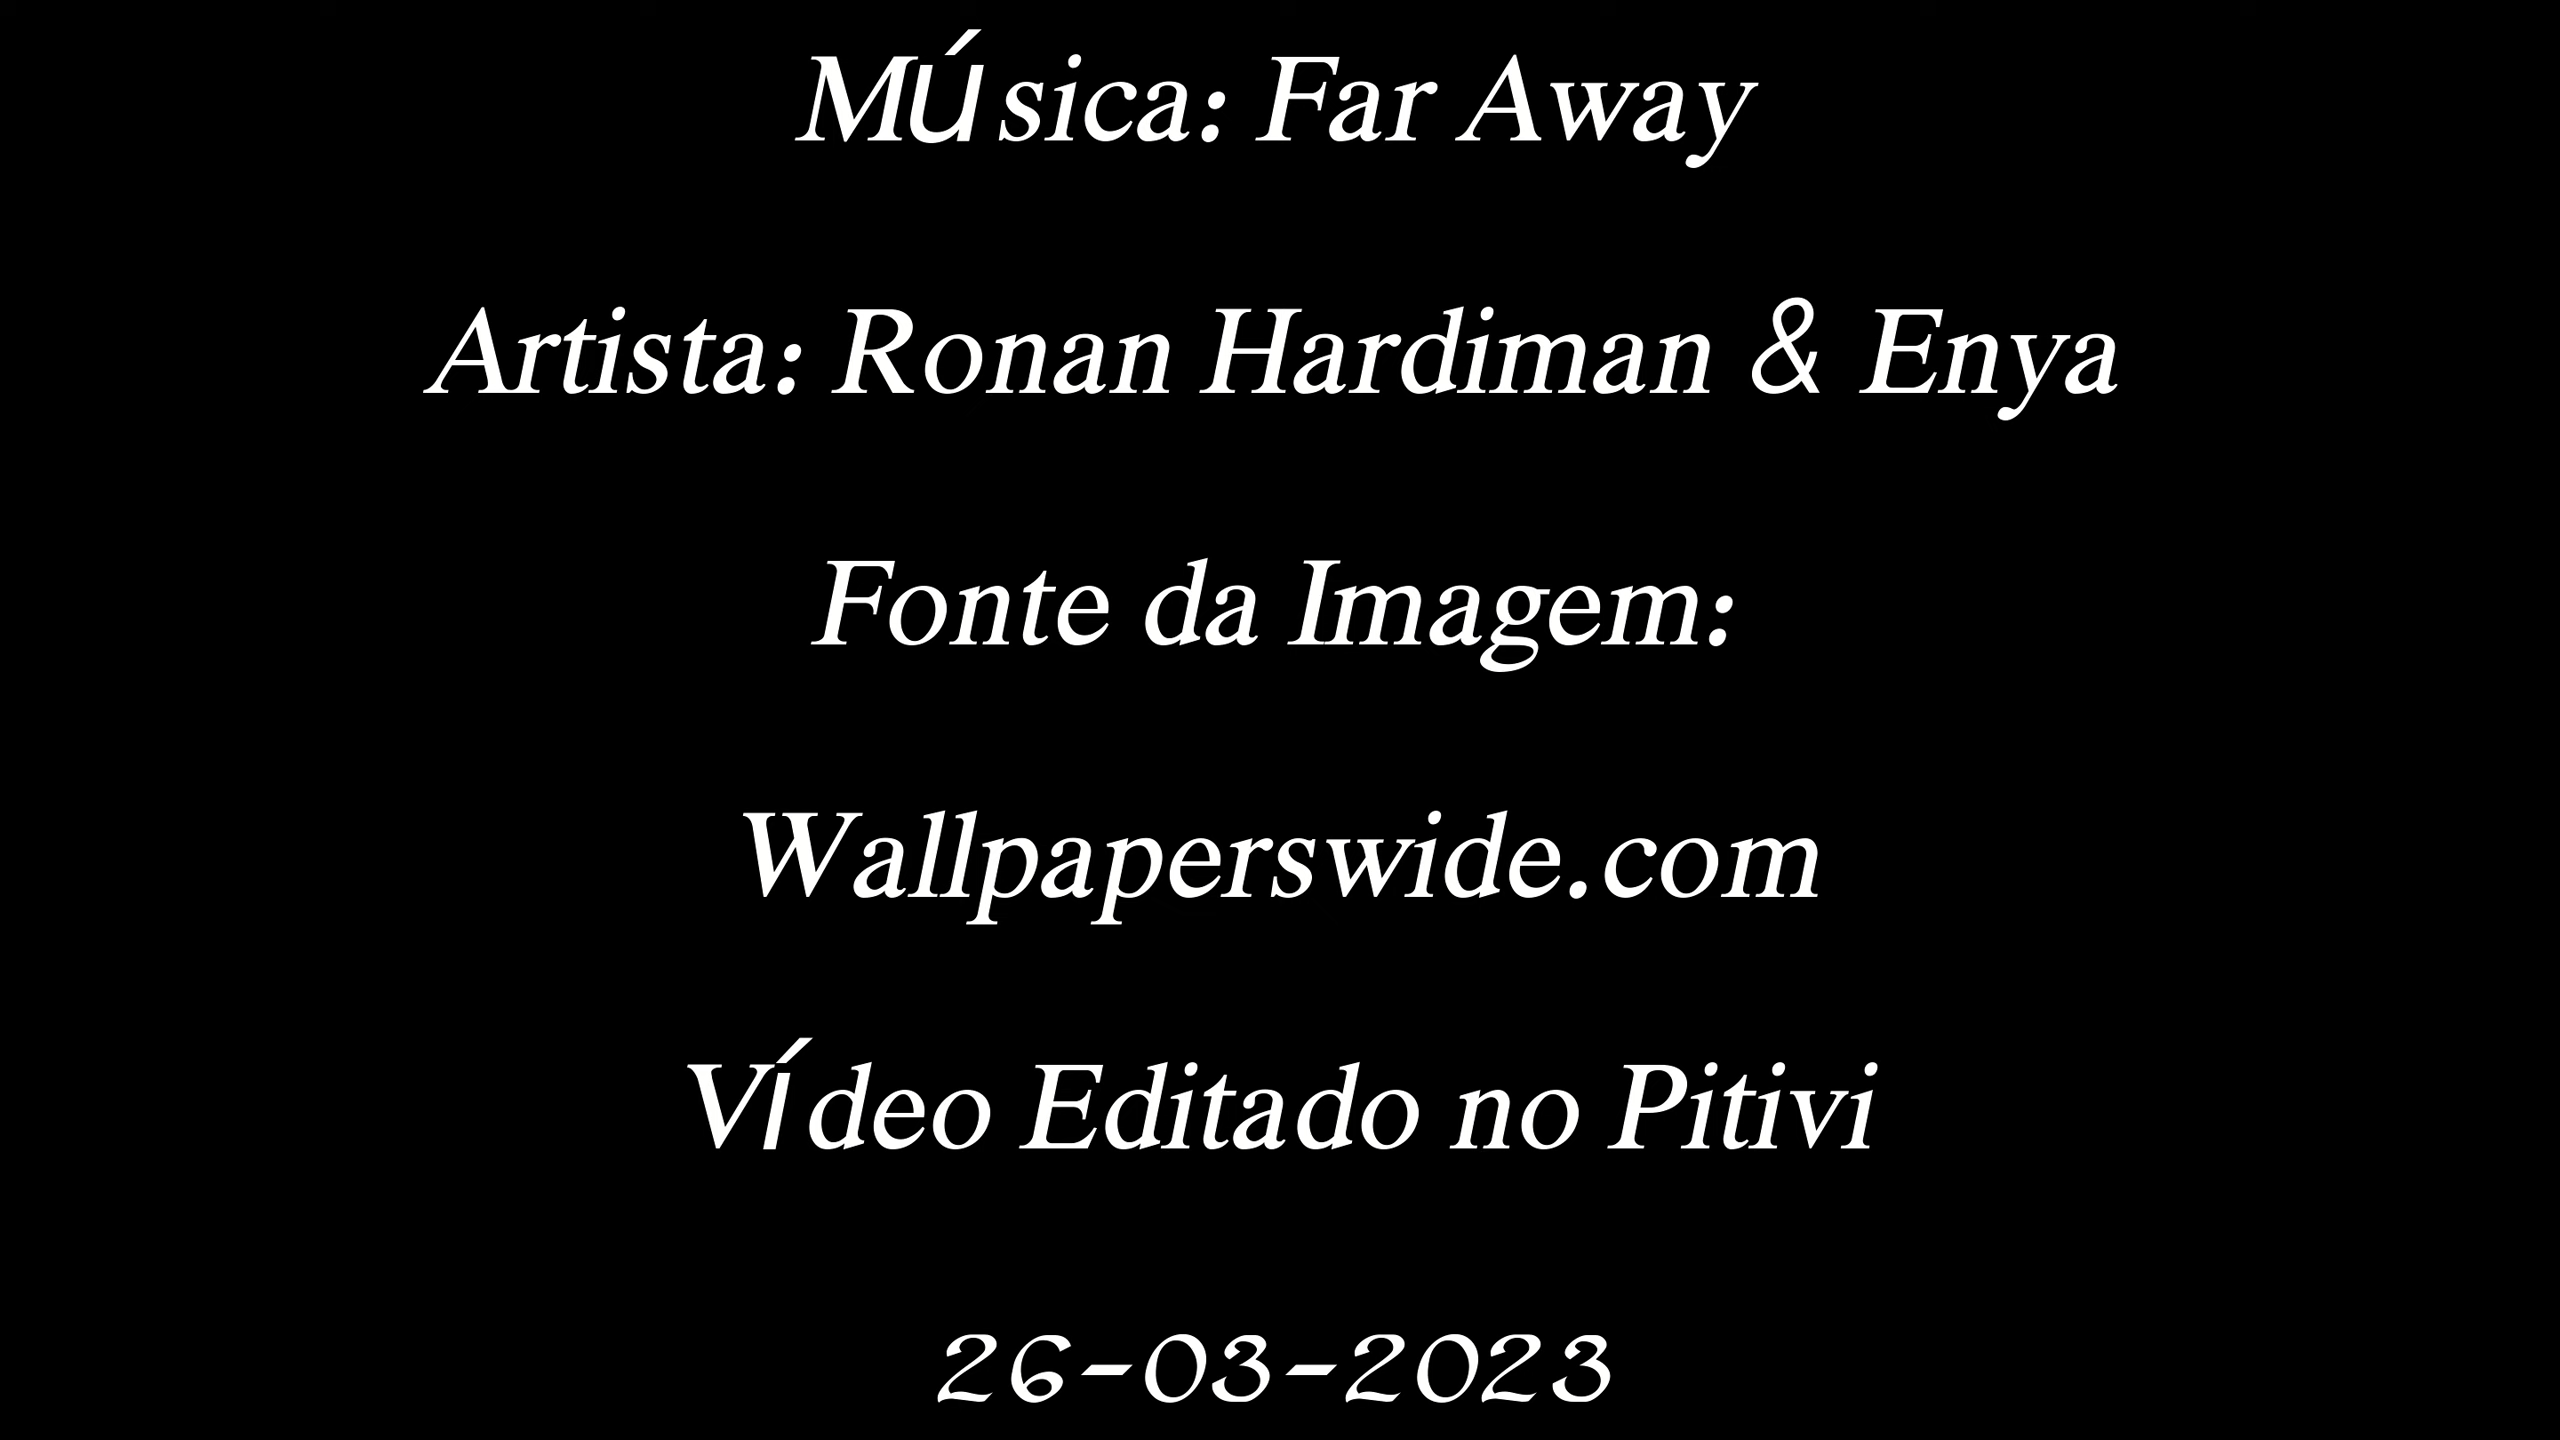 Música: Far Away
Artista: Ronan Hardiman & Enya
Fonte da Imagem:
Wallpaperswide.com
Vídeo Editado no Pitivi
26-03-2023